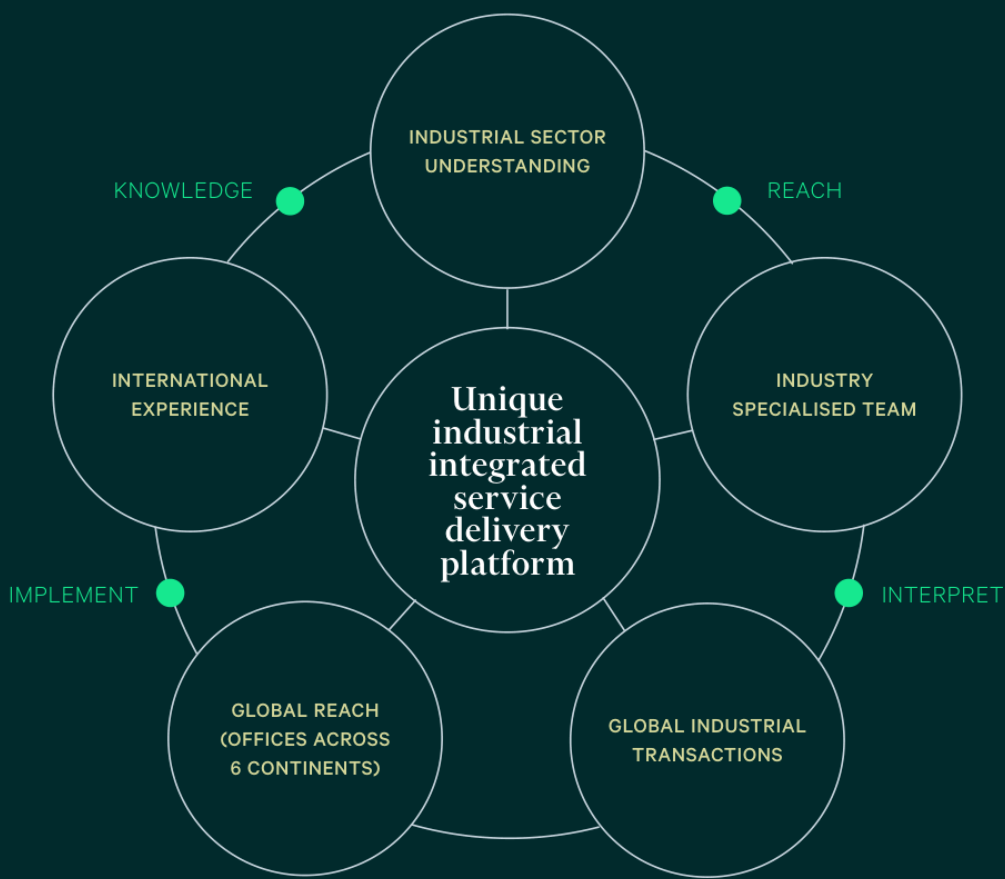 INDUSTRIAL SECTOR
UNDERSTANDING
KNOWLEDGE
REACH
INTERNATIONAL
EXPERIENCE
INDUSTRY
SPECIALISED TEAM
Unique
industrial
integrated
service
delivery
platform
IMPLEMENT
INTERPRET
GLOBAL REACH
(OFFICES ACROSS
6 CONTINENTS)
GLOBAL INDUSTRIAL
TRANSACTIONS